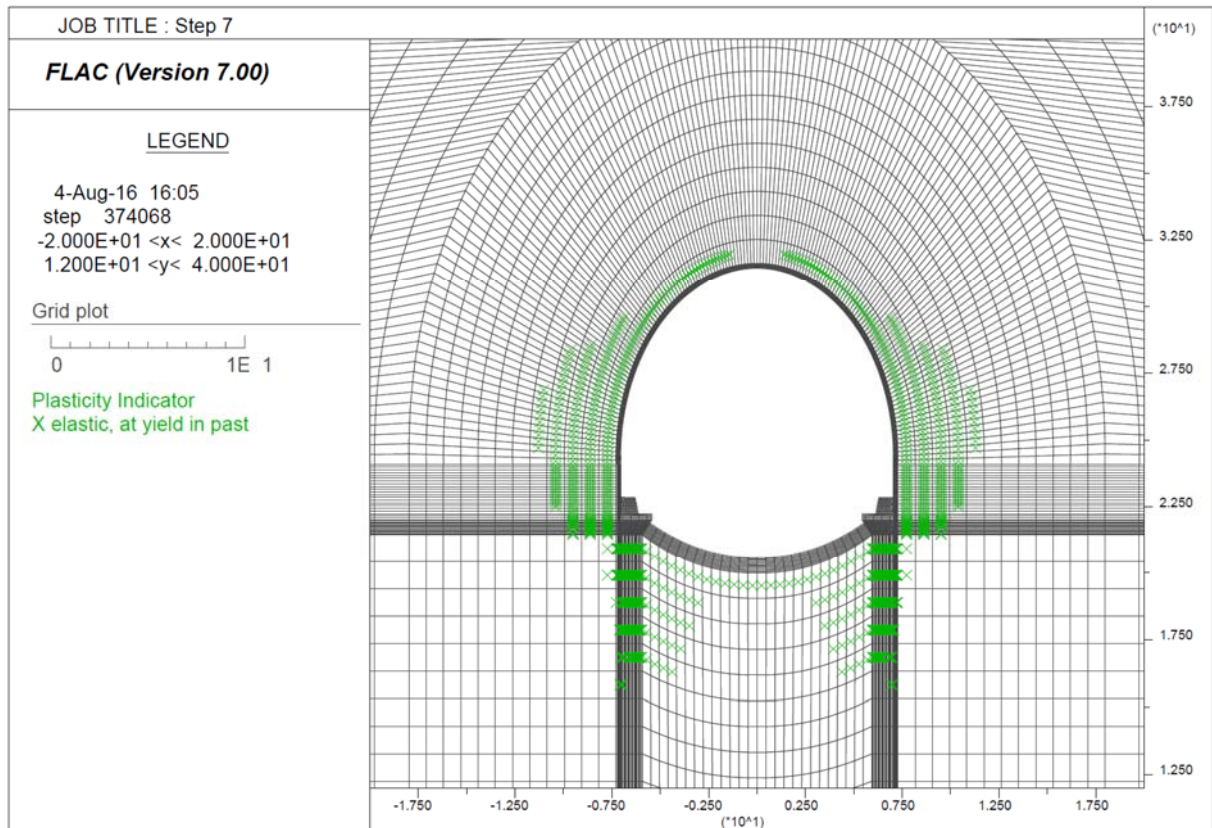 JOB TITLE : Step 7
FLAC (Version 7.00)
LEGEND
4-Aug-16 16:05
step 374068
-2.000E+01 <x< 2.000E+01
1.200E+01 <y< 4.000E+01
Grid plot
0 1E 1
Plasticity Indicator
X elastic, at yield in past
(*10^1)
3.750
3.250
2.750
2.250
1.750
1.250
-1.750 -1.250 -0.750 -0.250 0.250 0.750 1.250 1.750
(*10^1)